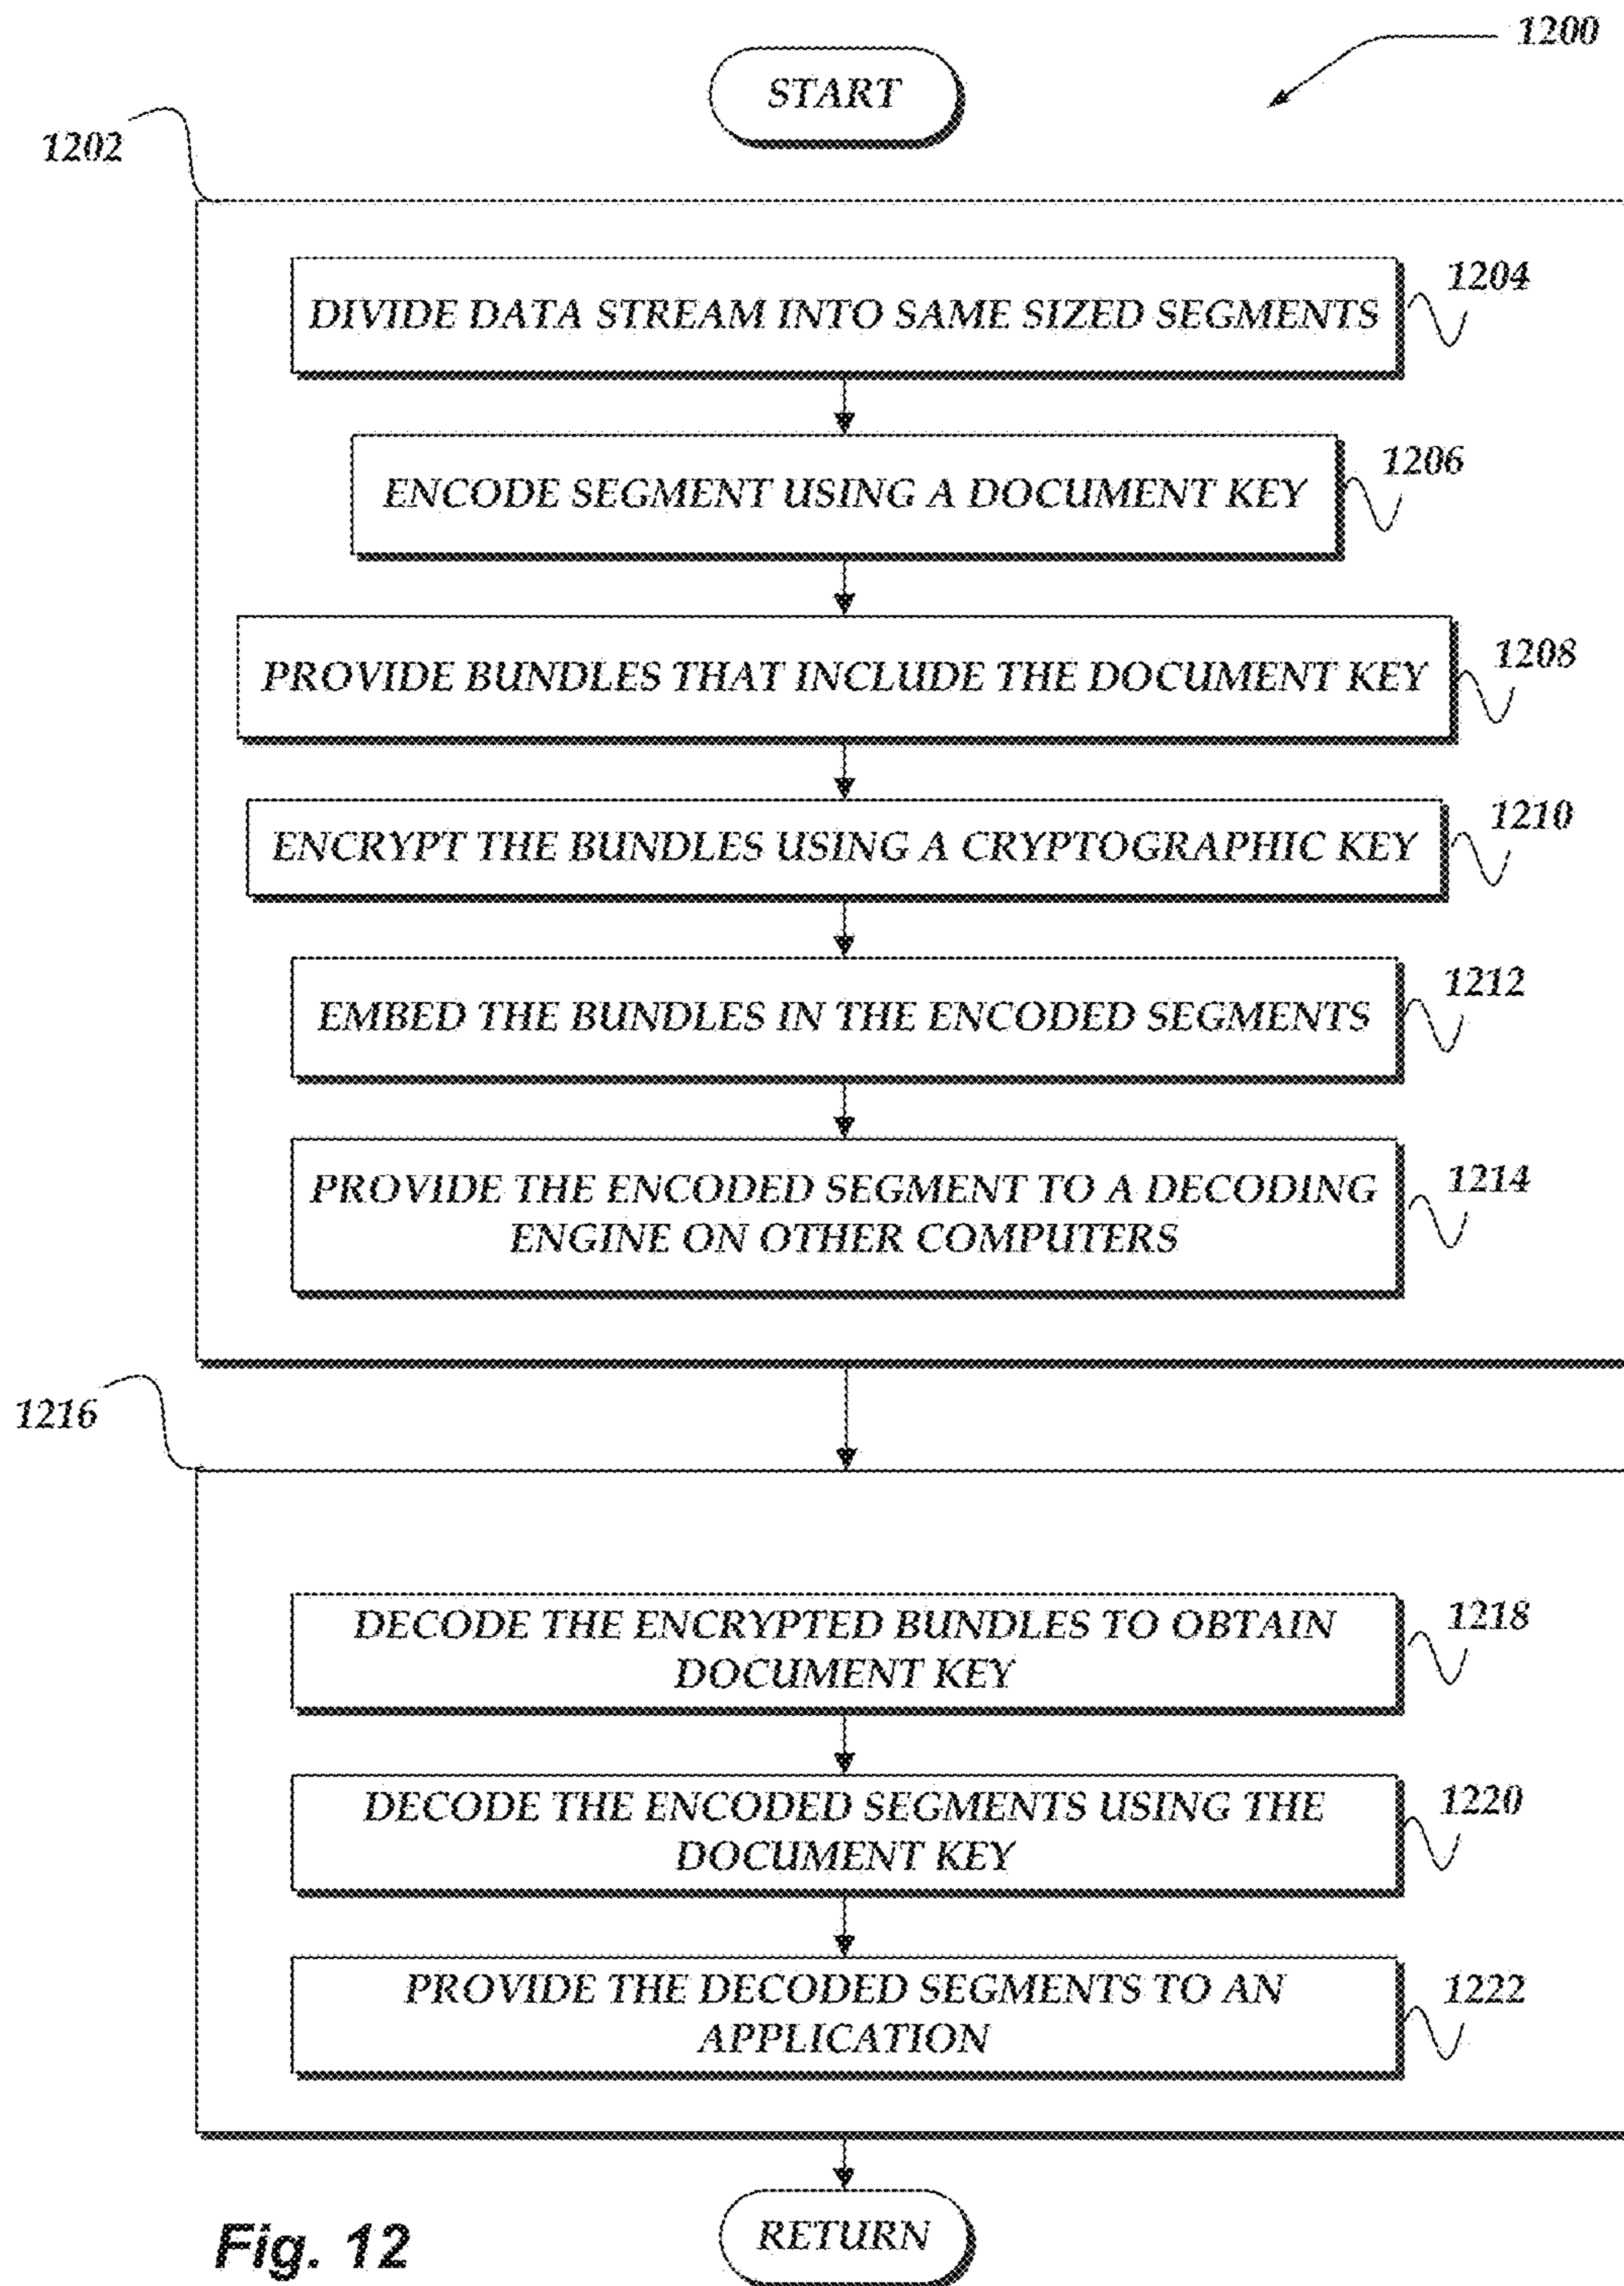 1200
START
1202
1204
DIVIDE DATA STREAM INTO SAME SIZED SEGMENTS
1206
ENCODE SEGMENT USING A DOCUMENT KEY
1208
PROVIDE BUNDLES THAT INCLUDE THE DOCUMENT KEY
1210
ENCRYPT THE BUNDLES USING A CRYPTOGRAPHIC KEY
1212
EMBED THE BUNDLES IN THE ENCODED SEGMENTS
1214
PROVIDE THE ENCODED SEGMENT TO A DECODING
ENGINE ON OTHER COMPUTERS
1216
1218
DECODE THE ENCRYPTED BUNDLES TO OBTAIN
DOCUMENT KEY
1220
DECODE THE ENCODED SEGMENTS USING THE
DOCUMENT KEY
1222
PROVIDE THE DECODED SEGMENTS TO AN
APPLICATION
RETURN
Fig. 12